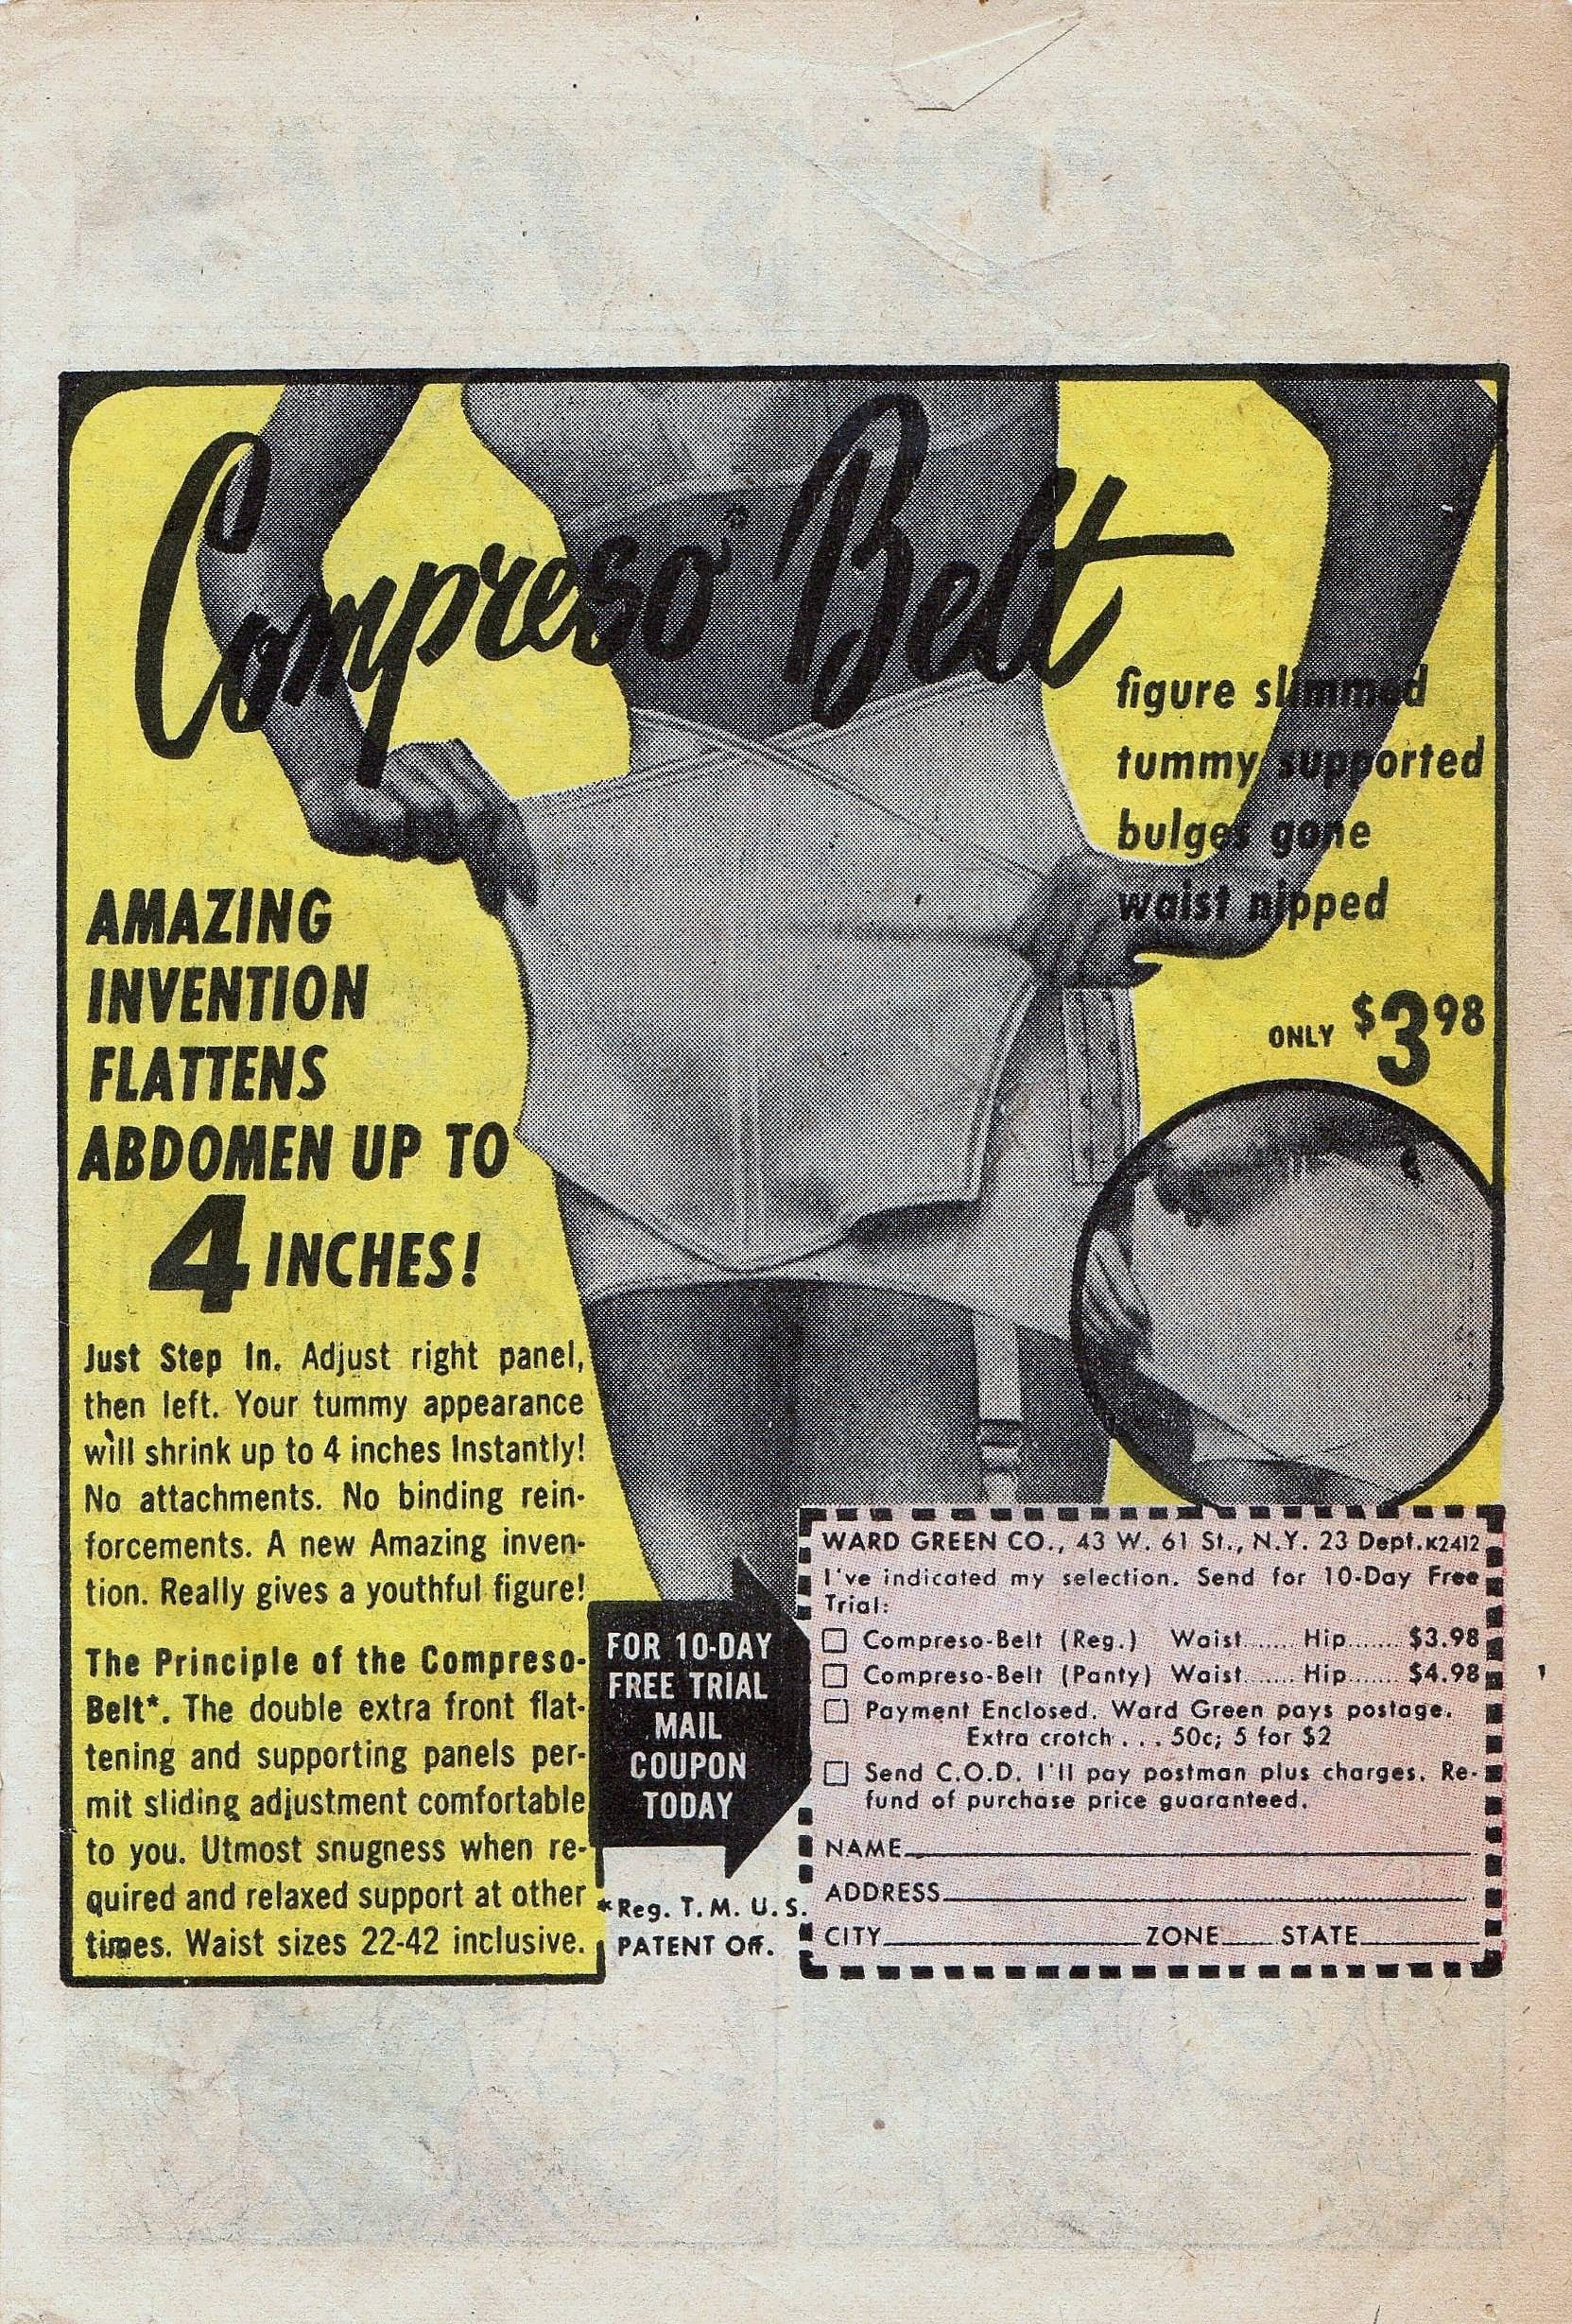 Compreso Belt
figure slimmed
tummy supported
bulges gone
waist nipped
ONLY $3 98
AMAZING
INVENTION
FLATTENS
ABDOMEN UP TO
4 INCHES!
Just Step In. Adjust right panel,
then left. Your tummy appearance
will shrink up to 4 inches Instantly!
No attachments. No binding rein-
forcements. A new Amazing inven-
tion. Really gives a youthful figure!
The Principle of the Compreso-
Belt*. The double extra front flat-
tening and supporting panels per-
mit sliding adjustment comfortable
to you. Utmost snugness when re-
quired and relaxed support at other
times. Waist sizes 22-42 inclusive.
FOR 10-DAY
FREE TRIAL
MAIL
COUPON
TODAY
*Reg. T. M. U. S.
PATENT Off.
WARD GREEN CO., 43 W. 61 St., N.Y. 23 Dept. K2412
I've indicated my selection. Send for 10-Day Free
Trial:
☐ Compreso-Belt (Reg.) Waist....... Hip....... $3.98
☐ Compreso-Belt (Panty) Waist....... Hip....... $4.98
☐ Payment Enclosed. Ward Green pays postage.
Extra crotch . . . 50c; 5 for $2
☐ Send C.O.D. I'll pay postman plus charges. Re-
fund of purchase price guaranteed.
NAME
ADDRESS
CITY ZONE STATE